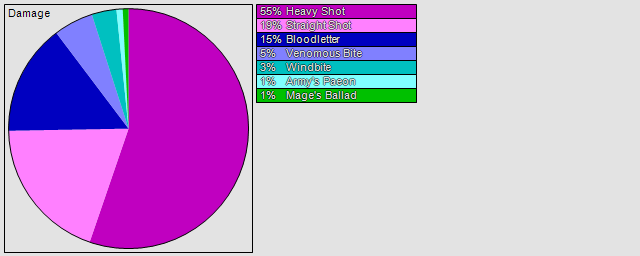 Damage
55% Heavy Shot
19% Straight Shot
15% Bloodletter
5% Venomous Bite
3% Windbite
1% Army's Paeon
1% Mage's Ballad